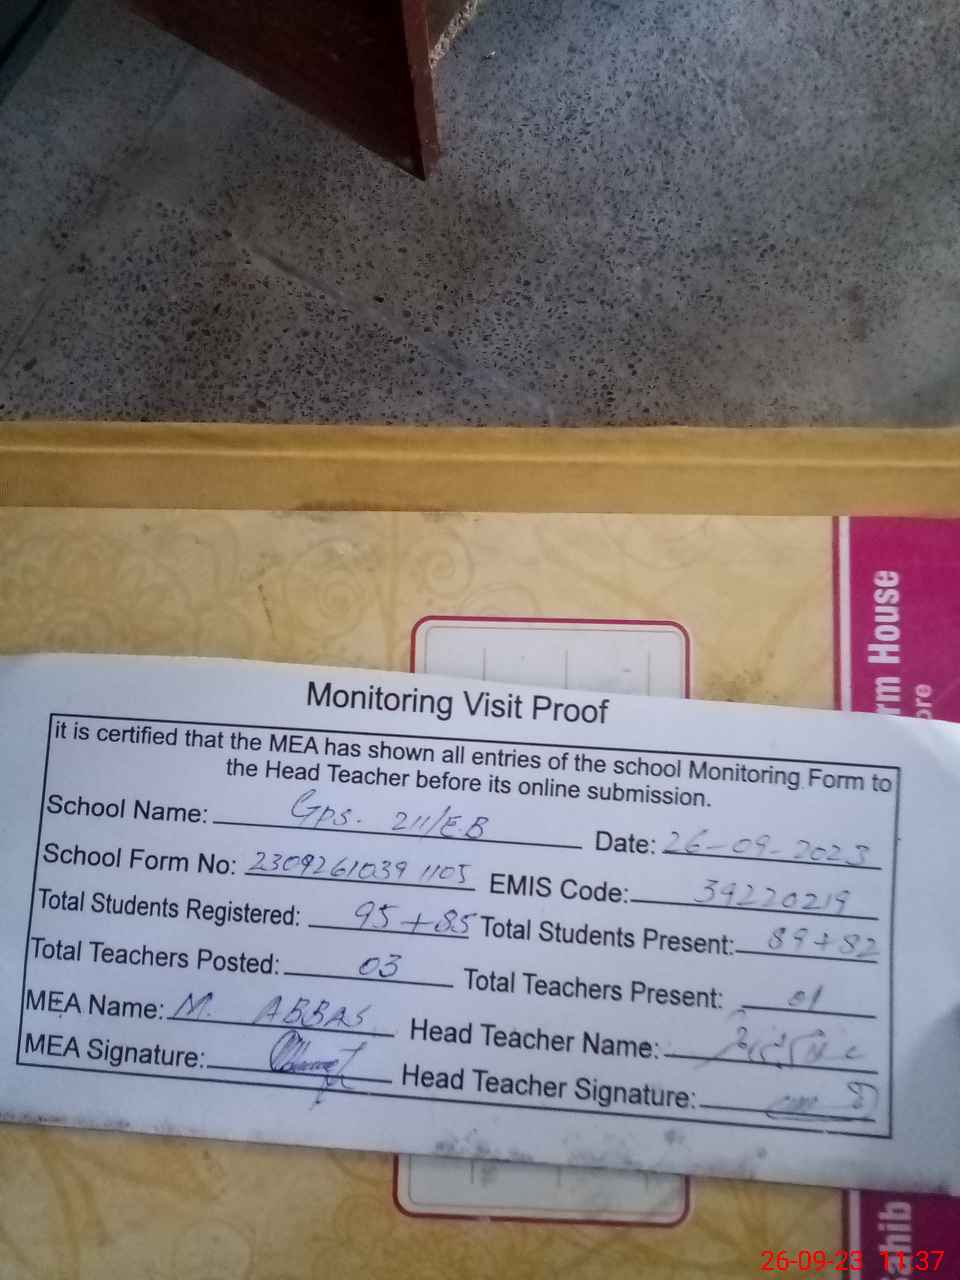 rm House
ore
Monitoring Visit Proof
it is certified that the MEA has shown all entries of the school Monitoring Form to
the Head Teacher before its online submission.
School Name: Gps. 211/E.B Date: 26-09-2023
School Form No: 23092610391105 EMIS Code: 39220219
Total Students Registered: 95+85 Total Students Present: 89+82
Total Teachers Posted: 03 Total Teachers Present: 01
MEA Name: M. ABBAS Head Teacher Name:
MEA Signature: Head Teacher Signature:
ahib
26-09-23 11:37